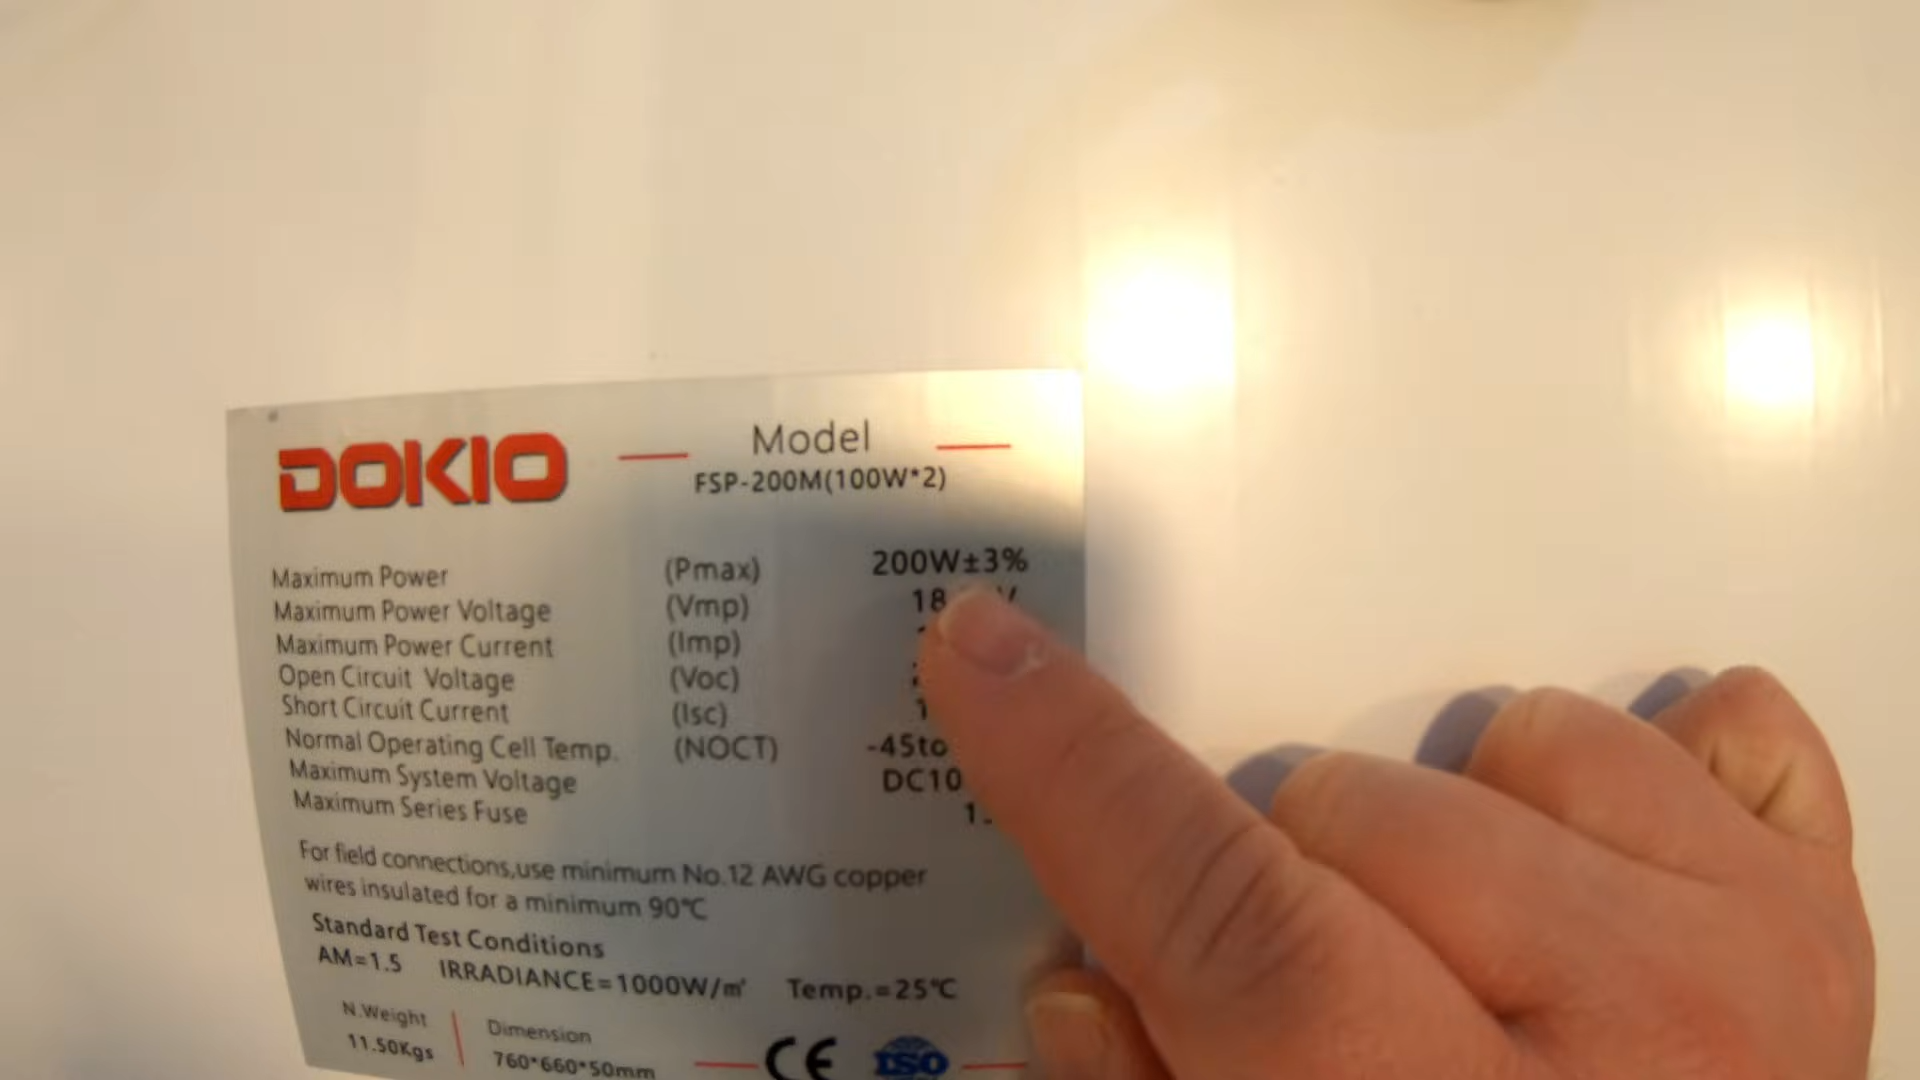 DOKIO
Model
FSP-200M(100W*2)
Maximum Power (Pmax) 200W±3%
Maximum Power Voltage (Vmp) 18 V
Maximum Power Current (Imp)
Open Circuit Voltage (Voc)
Short Circuit Current (Isc)
Normal Operating Cell Temp. (NOCT) -45to
Maximum System Voltage DC10
Maximum Series Fuse
For field connections,use minimum No.12 AWG copper
wires insulated for a minimum 90℃
Standard Test Conditions
AM=1.5 IRRADIANCE=1000W/㎡ Temp.=25℃
N.Weight
11.50Kgs
Dimension
760*660*50mm
CE ISO